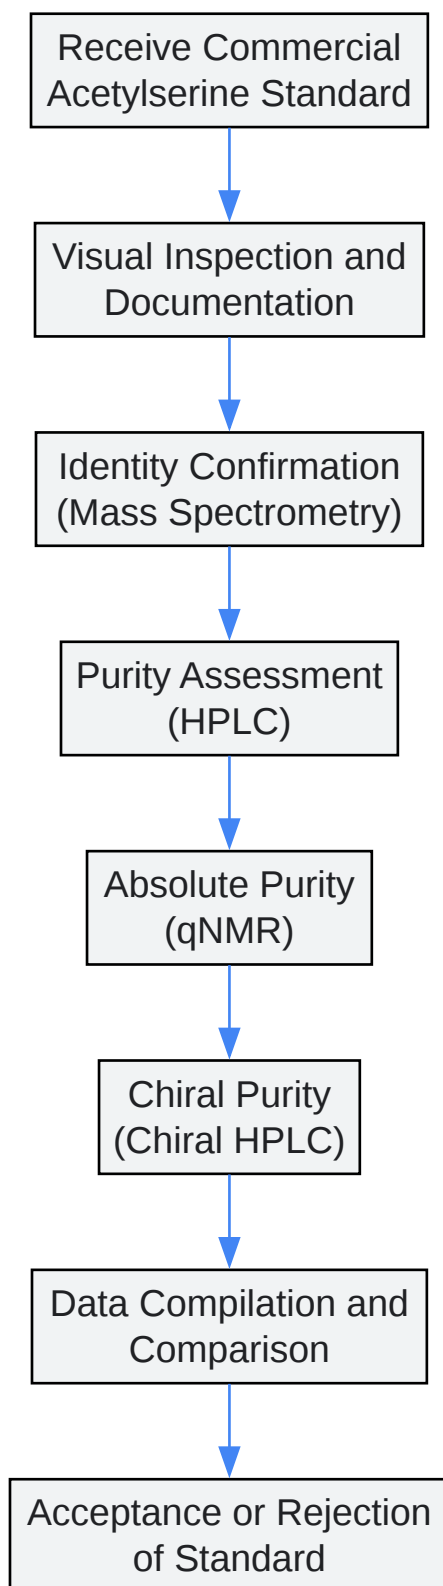 Receive Commercial
Acetylserine Standard
Visual Inspection and
Documentation
Identity Confirmation
(Mass Spectrometry)
Purity Assessment
(HPLC)
Absolute Purity
(qNMR)
Chiral Purity
(Chiral HPLC)
Data Compilation and
Comparison
Acceptance or Rejection
of Standard